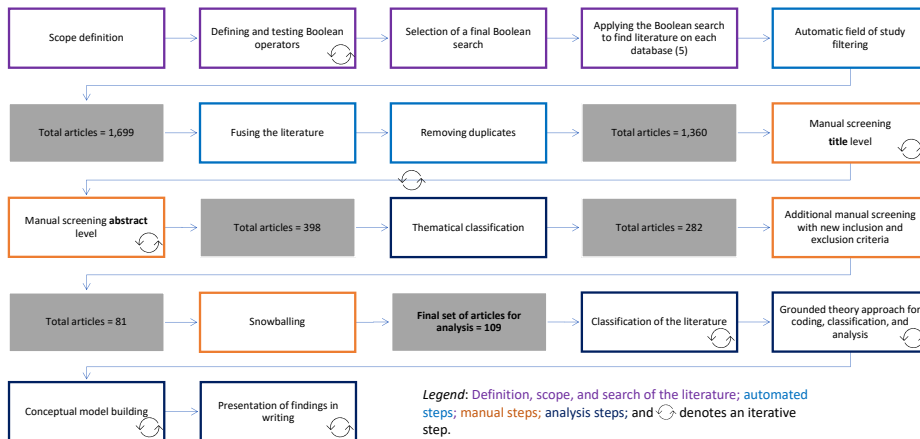 Scope definition
Defining and testing Boolean
operators
Selection of a final Boolean
search
Applying the Boolean search
to find literature on each
database (5)
Automatic field of study
filtering
Total articles = 1,699
Fusing the literature
Removing duplicates
Total articles = 1,360
Manual screening
title level
Manual screening abstract
level
Total articles = 398
Thematical classification
Total articles = 282
Additional manual screening
with new inclusion and
exclusion criteria
Total articles = 81
Snowballing
Final set of articles for
analysis = 109
Classification of the literature
Grounded theory approach for
coding, classification, and
analysis
Conceptual model building
Presentation of findings in
writing
Legend: Definition, scope, and search of the literature; automated
steps; manual steps; analysis steps; and denotes an iterative
step.